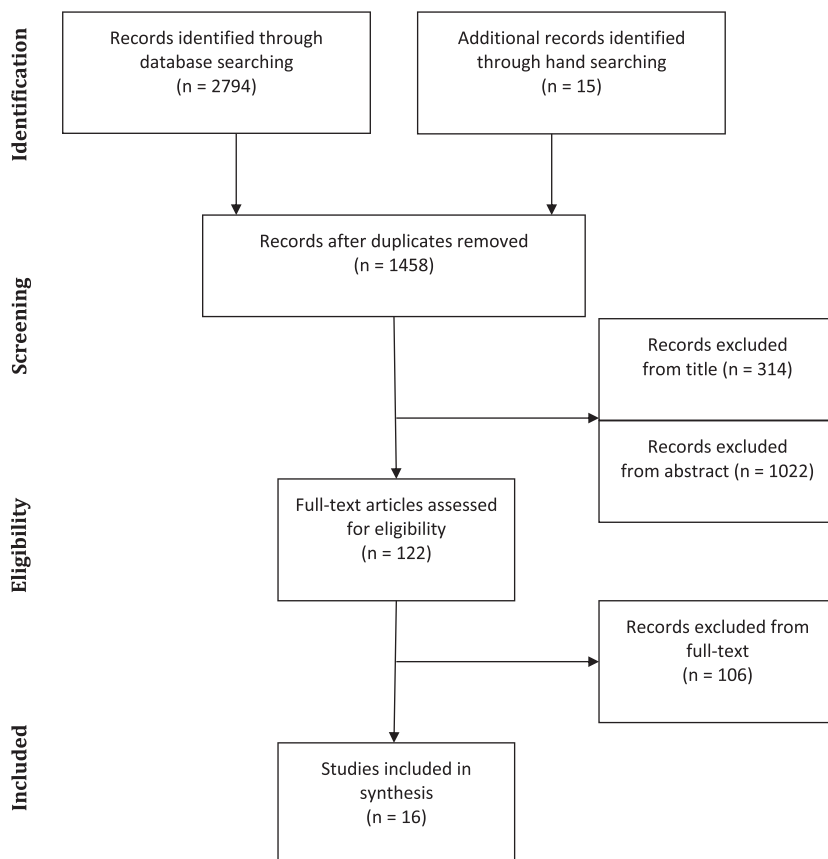 Identification
Records identified through
database searching
(n = 2794)
Additional records identified
through hand searching
(n = 15)
Screening
Records after duplicates removed
(n = 1458)
Records excluded
from title (n = 314)
Records excluded
from abstract (n = 1022)
Eligibility
Full-text articles assessed
for eligibility
(n = 122)
Records excluded from
full-text
(n = 106)
Included
Studies included in
synthesis
(n = 16)